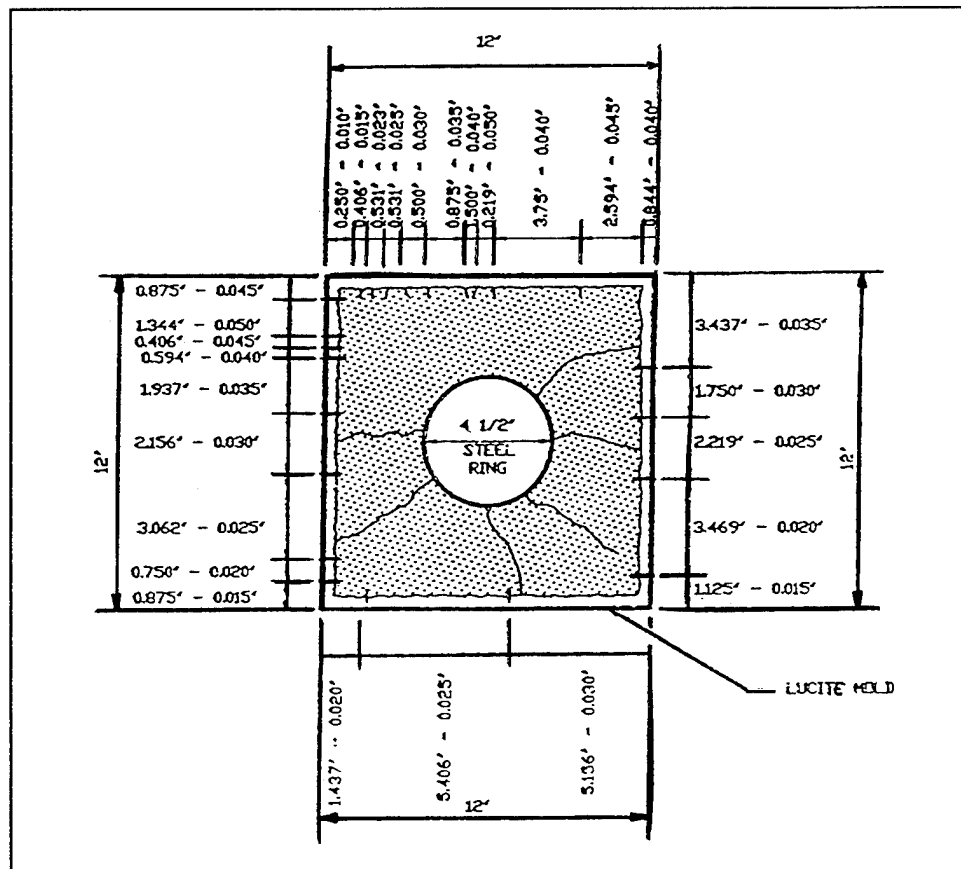 12"
0.250" - 0.010"
0.406" - 0.015"
0.531" - 0.023"
0.531" - 0.025"
0.500" - 0.030"
0.875" - 0.035"
0.500" - 0.040"
0.219" - 0.050"
3.75" - 0.040"
2.594" - 0.045"
0.844" - 0.040"
0.875" - 0.045"
1.344" - 0.050"
0.406" - 0.045"
0.594" - 0.040"
1.937" - 0.035"
2.156" - 0.030"
3.062" - 0.025"
0.750" - 0.020"
0.875" - 0.015"
12"
4 1/2"
STEEL
RING
3.437" - 0.035"
1.750" - 0.030"
2.219" - 0.025"
3.469" - 0.020"
1.125" - 0.015"
12"
LUCITE MOLD
1.437" - 0.020"
5.406" - 0.025"
5.156" - 0.030"
12"